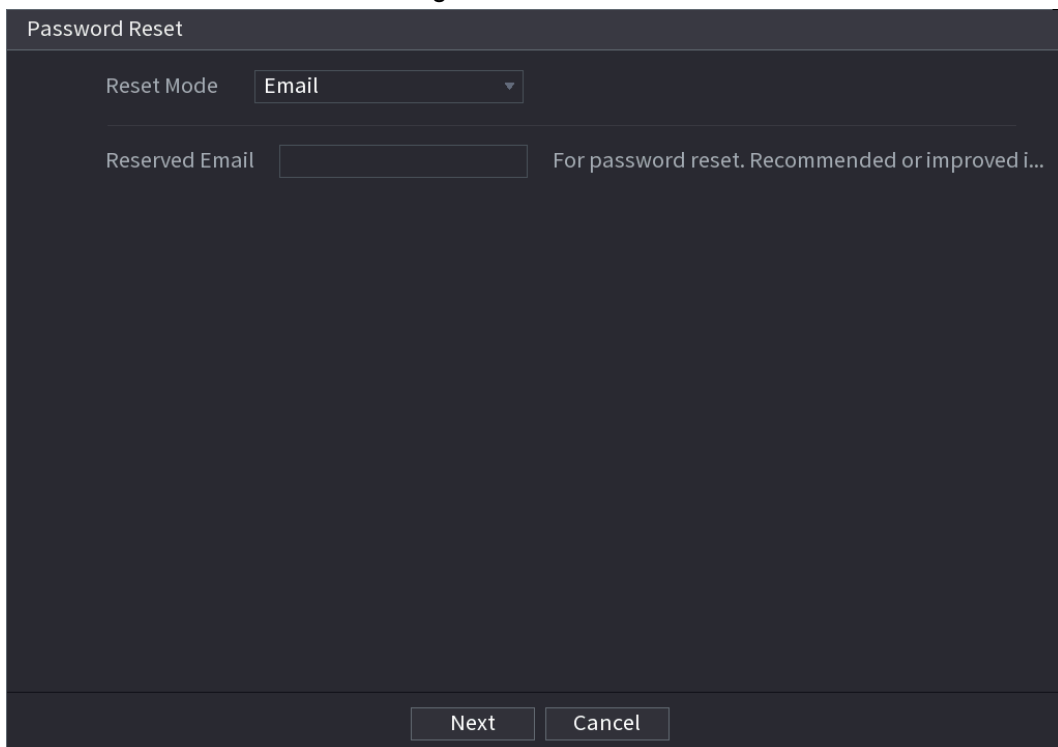 Password Reset
Reset Mode Email
Reserved Email For password reset. Recommended or improved i...
Next Cancel